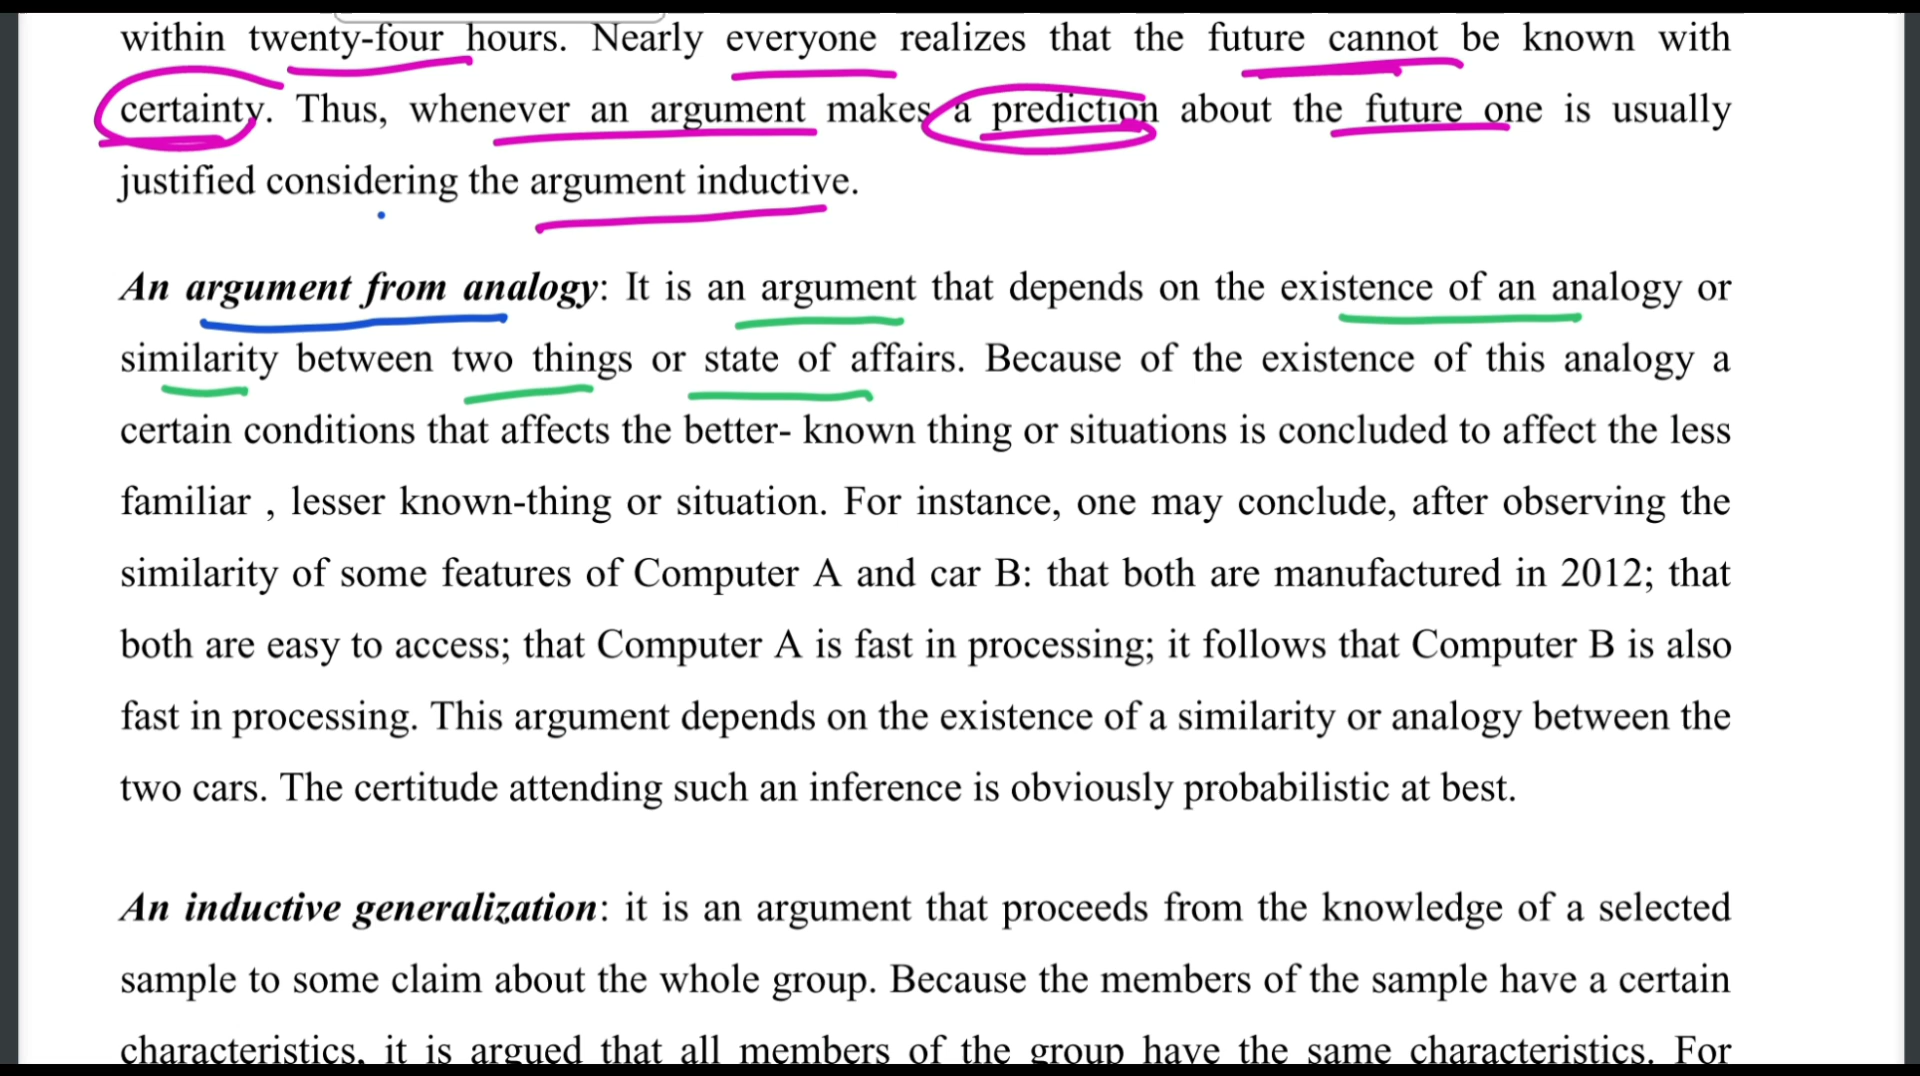 within twenty-four hours. Nearly everyone realizes that the future cannot be known with
certainty. Thus, whenever an argument makes a prediction about the future one is usually
justified considering the argument inductive.
An argument from analogy: It is an argument that depends on the existence of an analogy or
similarity between two things or state of affairs. Because of the existence of this analogy a
certain conditions that affects the better- known thing or situations is concluded to affect the less
familiar , lesser known-thing or situation. For instance, one may conclude, after observing the
similarity of some features of Computer A and car B: that both are manufactured in 2012; that
both are easy to access; that Computer A is fast in processing; it follows that Computer B is also
fast in processing. This argument depends on the existence of a similarity or analogy between the
two cars. The certitude attending such an inference is obviously probabilistic at best.
An inductive generalization: it is an argument that proceeds from the knowledge of a selected
sample to some claim about the whole group. Because the members of the sample have a certain
characteristics, it is argued that all members of the group have the same characteristics. For